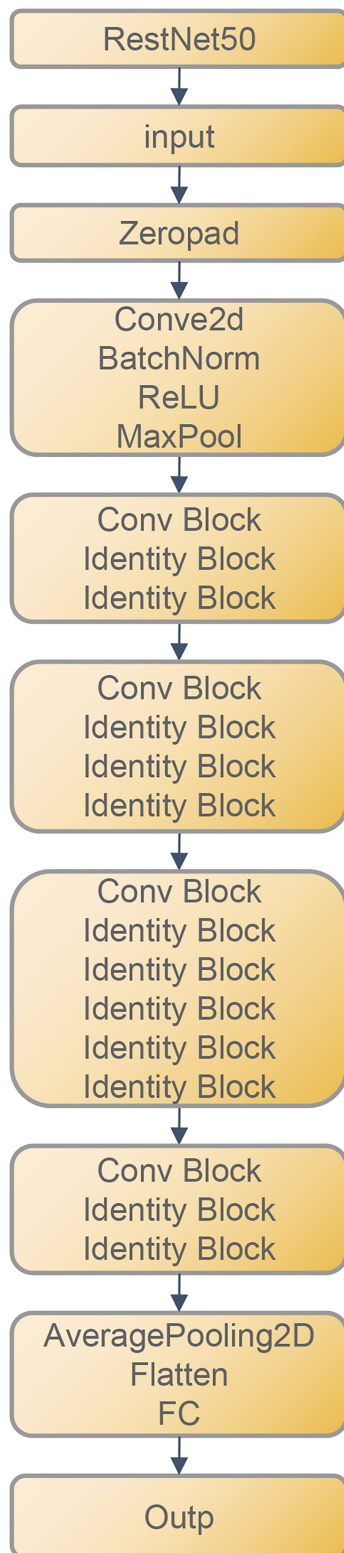 RestNet50
input
Zeropad
Conve2d
BatchNorm
ReLU
MaxPool
Conv Block
Identity Block
Identity Block
Conv Block
Identity Block
Identity Block
Identity Block
Conv Block
Identity Block
Identity Block
Identity Block
Identity Block
Identity Block
Conv Block
Identity Block
Identity Block
AveragePooling2D
Flatten
FC
Outp